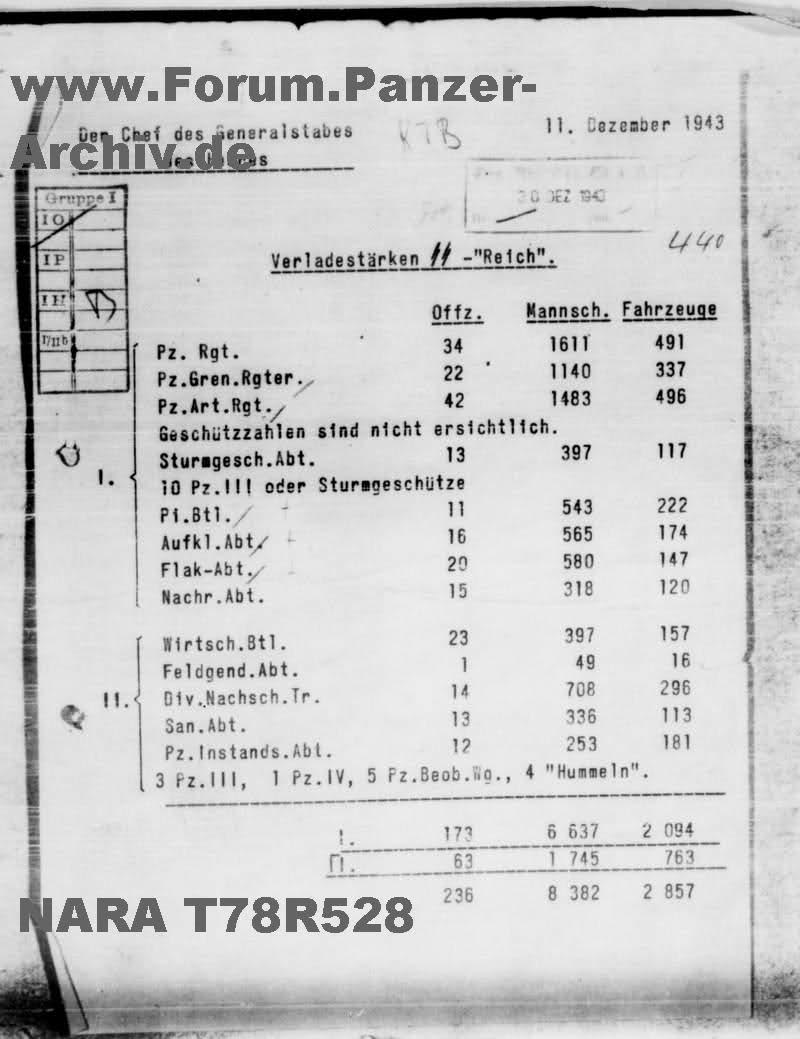 www.Forum.Panzer-
Der Chef des Generalstabes KTB 11. Dezember 1943
Archiv.de
des
30 DEZ 1943
Gruppe I
IO
IP
IH
I/IIb
440
Verladestärken ᛋᛋ -"Reich".
Offz. Mannsch. Fahrzeuge
Pz. Rgt. 34 1611 491
Pz.Gren.Rgter. 22 1140 337
Pz.Art.Rgt. 42 1483 496
Geschützzahlen sind nicht ersichtlich.
I. Sturmgesch.Abt. 13 397 117
10 Pz.III oder Sturmgeschütze
Pi.Btl. 11 543 222
Aufkl.Abt. 16 565 174
Flak-Abt. 20 580 147
Nachr.Abt. 15 318 120
Wirtsch.Btl. 23 397 157
Feldgend.Abt. 1 49 16
II. Div.Nachsch.Tr. 14 708 296
San.Abt. 13 336 113
Pz.Instands.Abt. 12 253 181
3 Pz.III, 1 Pz.IV, 5 Pz.Beob.Wg., 4 "Hummeln".
I. 173 6 637 2 094
II. 63 1 745 763
236 8 382 2 857
NARA T78R528